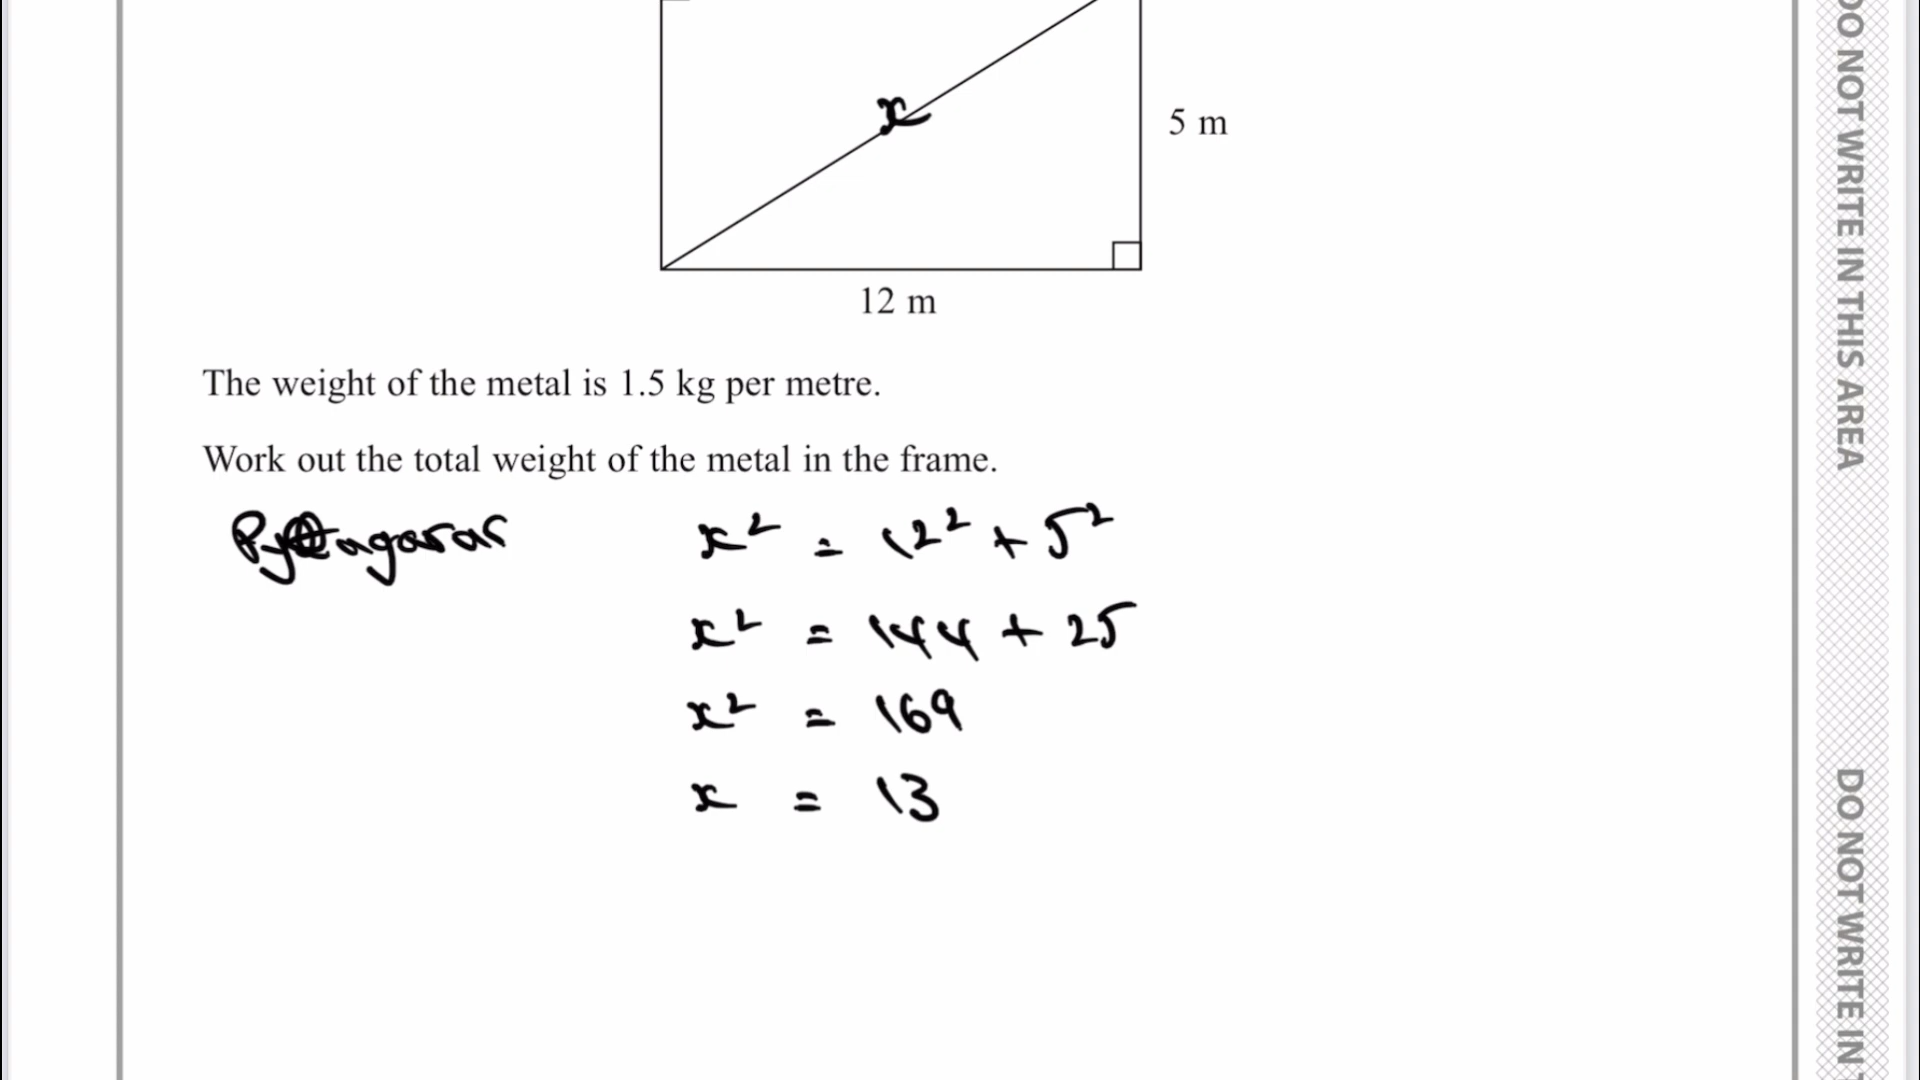 x
5 m
12 m
The weight of the metal is 1.5 kg per metre.
Work out the total weight of the metal in the frame.
x² = 12² + 5²
x² = 144 + 25
x² = 169
x = 13
DO NOT WRITE IN THIS AREA
DO NOT WRITE IN